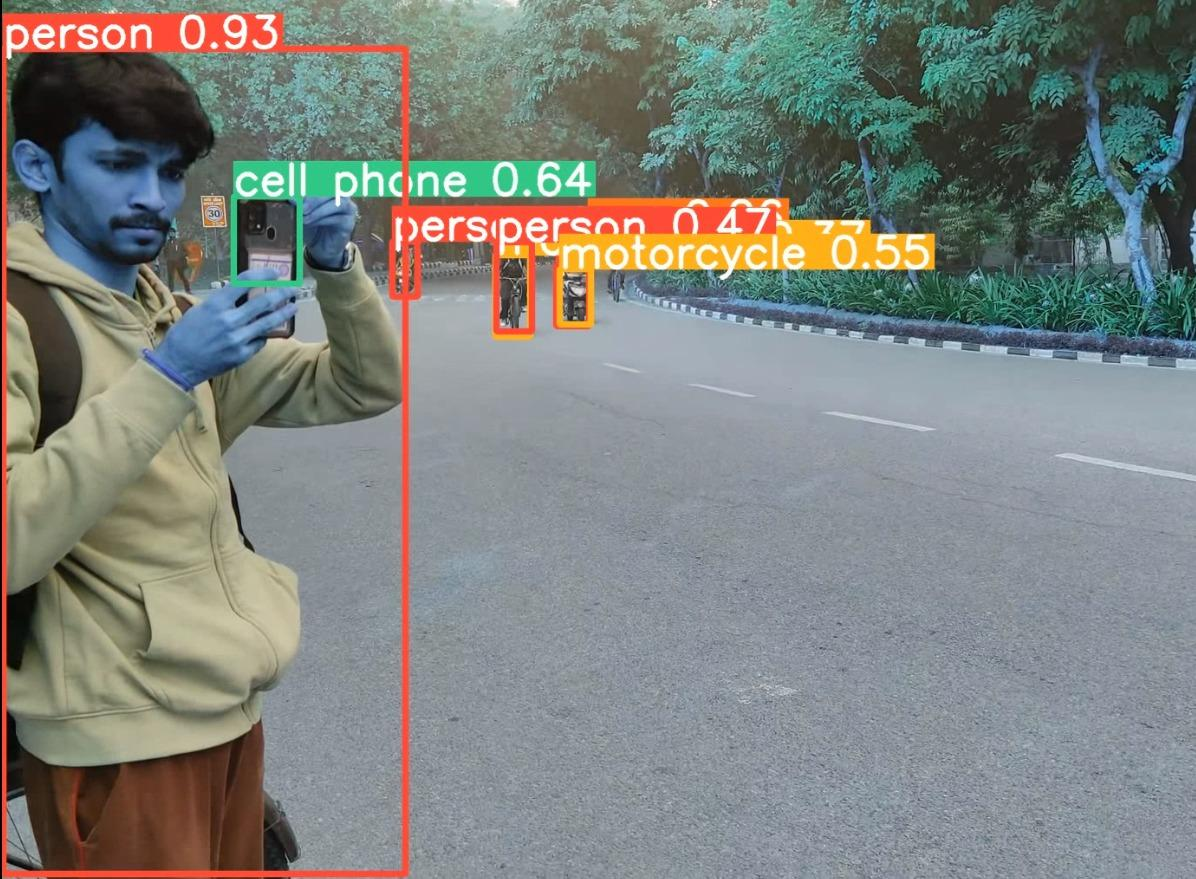 person 0.93
cell phone 0.64
person 0.47
motorcycle 0.55
30